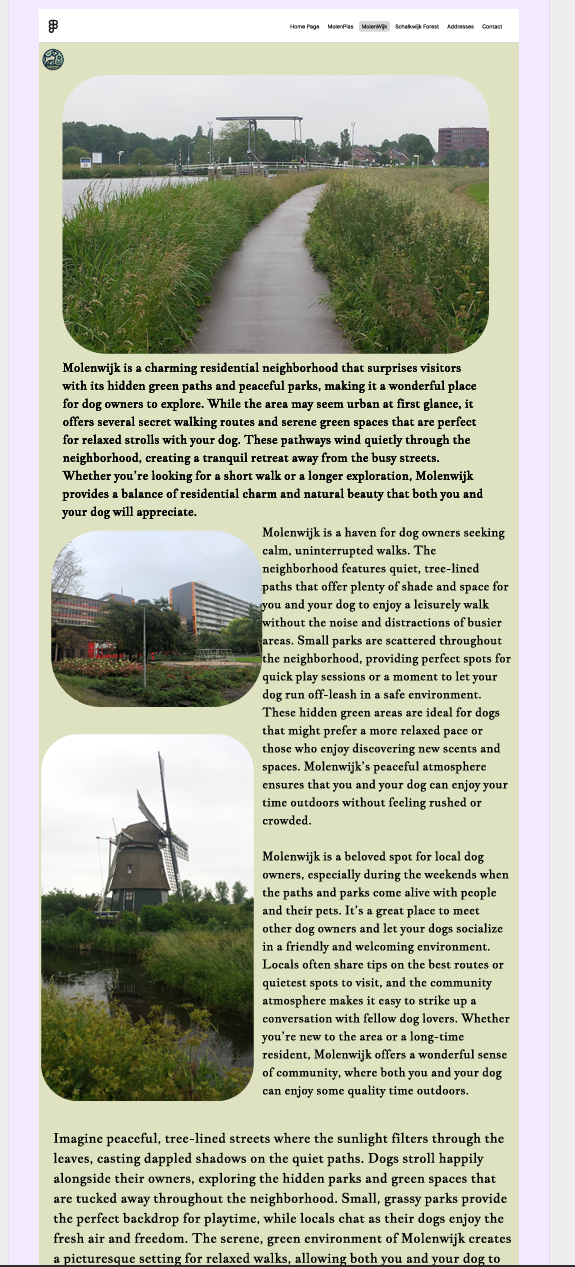 Home Page MolenPlas MolenWijk Schalkwijk Forest Addresses Contact
Molenwijk is a charming residential neighborhood that surprises visitors
with its hidden green paths and peaceful parks, making it a wonderful place
for dog owners to explore. While the area may seem urban at first glance, it
offers several secret walking routes and serene green spaces that are perfect
for relaxed strolls with your dog. These pathways wind quietly through the
neighborhood, creating a tranquil retreat away from the busy streets.
Whether you're looking for a short walk or a longer exploration, Molenwijk
provides a balance of residential charm and natural beauty that both you and
your dog will appreciate.
Molenwijk is a haven for dog owners seeking
calm, uninterrupted walks. The
neighborhood features quiet, tree-lined
paths that offer plenty of shade and space for
you and your dog to enjoy a leisurely walk
without the noise and distractions of busier
areas. Small parks are scattered throughout
the neighborhood, providing perfect spots for
quick play sessions or a moment to let your
dog run off-leash in a safe environment.
These hidden green areas are ideal for dogs
that might prefer a more relaxed pace or
those who enjoy discovering new scents and
spaces. Molenwijk's peaceful atmosphere
ensures that you and your dog can enjoy your
time outdoors without feeling rushed or
crowded.
Molenwijk is a beloved spot for local dog
owners, especially during the weekends when
the paths and parks come alive with people
and their pets. It's a great place to meet
other dog owners and let your dogs socialize
in a friendly and welcoming environment.
Locals often share tips on the best routes or
quietest spots to visit, and the community
atmosphere makes it easy to strike up a
conversation with fellow dog lovers. Whether
you're new to the area or a long-time
resident, Molenwijk offers a wonderful sense
of community, where both you and your dog
can enjoy some quality time outdoors.
Imagine peaceful, tree-lined streets where the sunlight filters through the
leaves, casting dappled shadows on the quiet paths. Dogs stroll happily
alongside their owners, exploring the hidden parks and green spaces that
are tucked away throughout the neighborhood. Small, grassy parks provide
the perfect backdrop for playtime, while locals chat as their dogs enjoy the
fresh air and freedom. The serene, green environment of Molenwijk creates
a picturesque setting for relaxed walks, allowing both you and your dog to